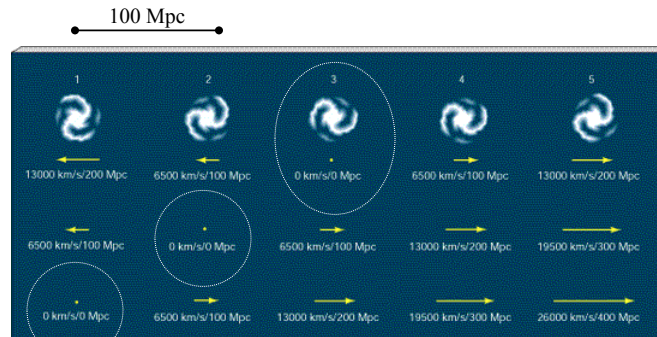 100 Mpc
1 2 3 4 5
13000 km/s/200 Mpc 6500 km/s/100 Mpc 0 km/s/0 Mpc 6500 km/s/100 Mpc 13000 km/s/200 Mpc
6500 km/s/100 Mpc 0 km/s/0 Mpc 6500 km/s/100 Mpc 13000 km/s/200 Mpc 19500 km/s/300 Mpc
0 km/s/0 Mpc 6500 km/s/100 Mpc 13000 km/s/200 Mpc 19500 km/s/300 Mpc 26000 km/s/400 Mpc